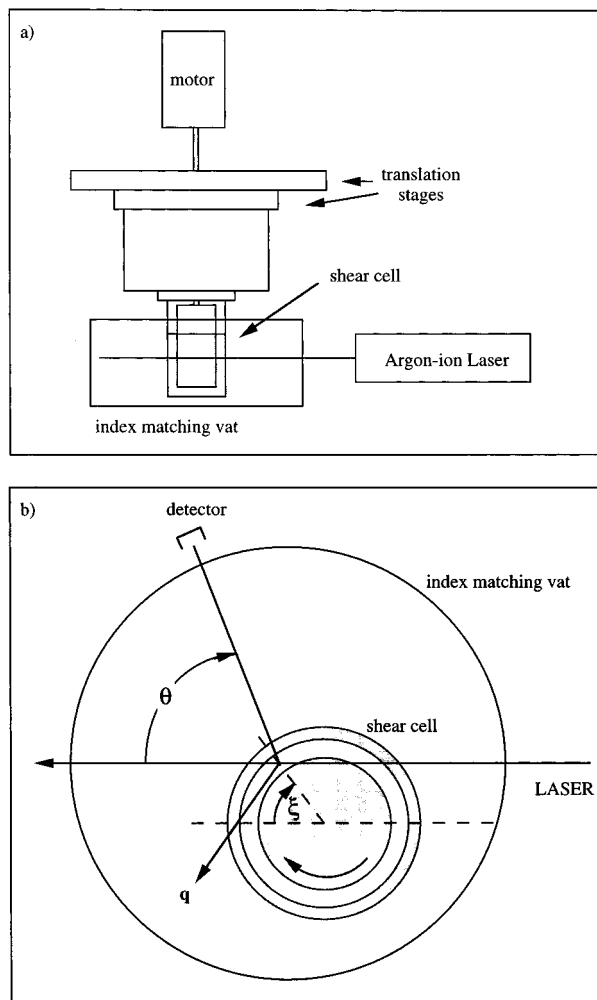 a)
motor
translation
stages
shear cell
Argon-ion Laser
index matching vat
b)
detector
index matching vat
θ
shear cell
LASER
ξ
q